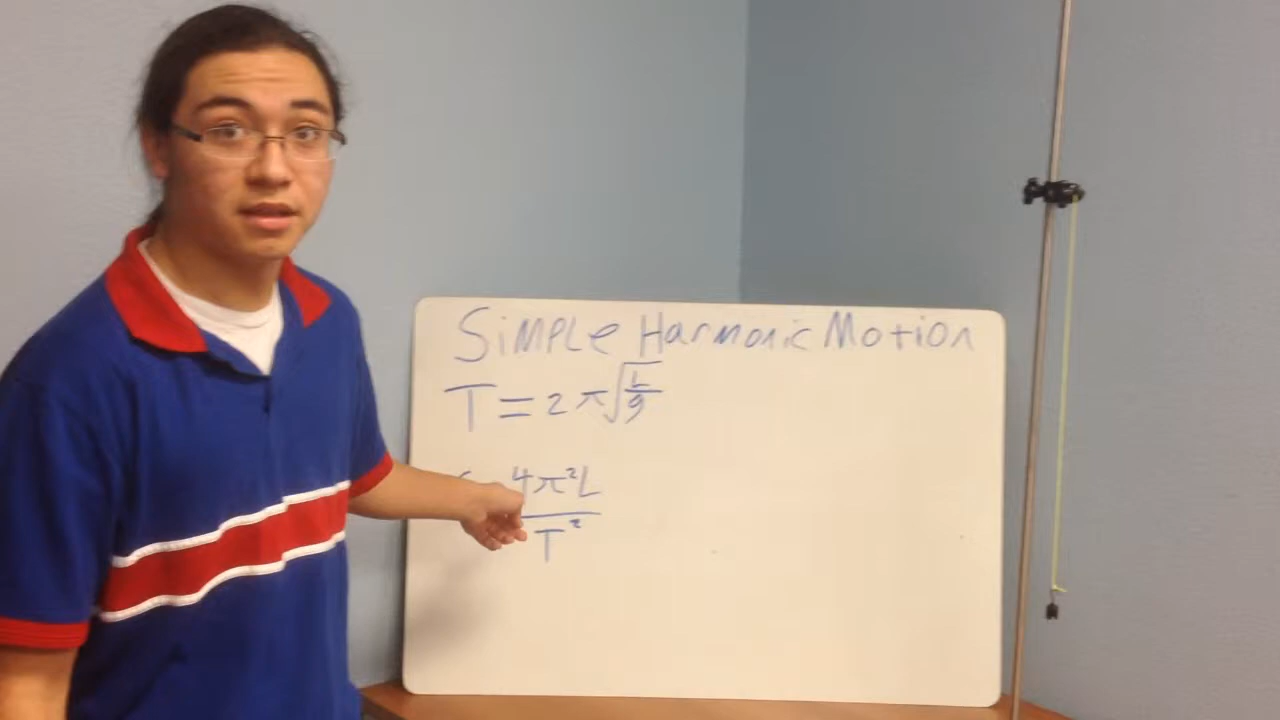 Simple Harmonic Motion
T = 2π√(L/g)
4π²L
T²